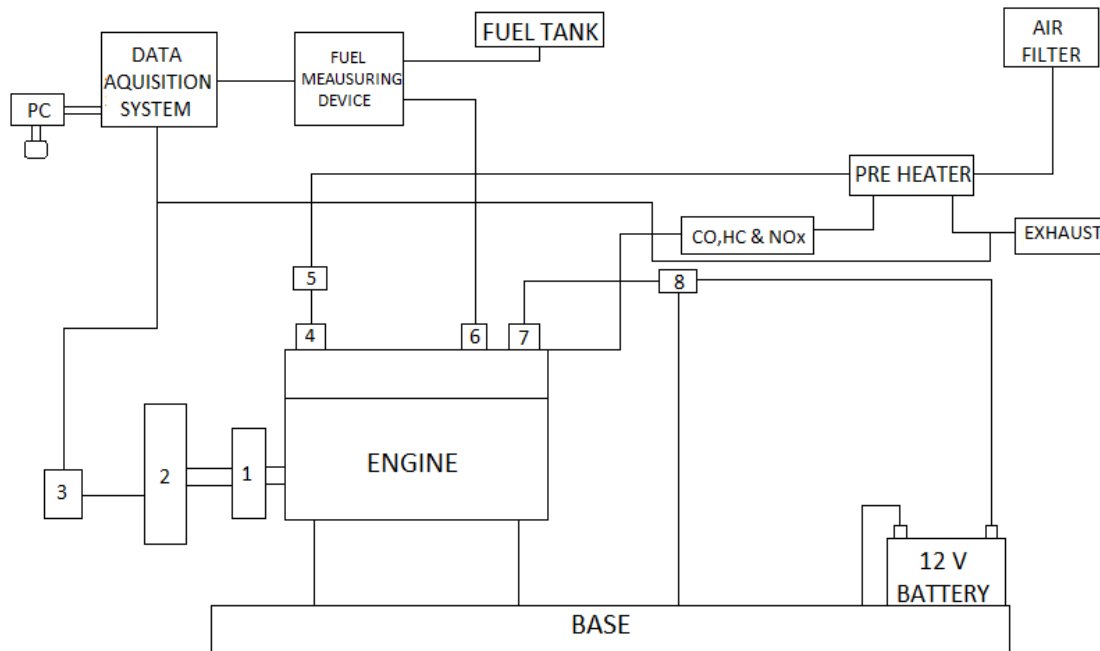 FUEL TANK
AIR
FILTER
DATA
AQUISITION
SYSTEM
FUEL
MEAUSURING
DEVICE
PC
PRE HEATER
CO,HC & NOx
EXHAUST
5
8
4
6
7
ENGINE
1
2
3
12 V
BATTERY
BASE